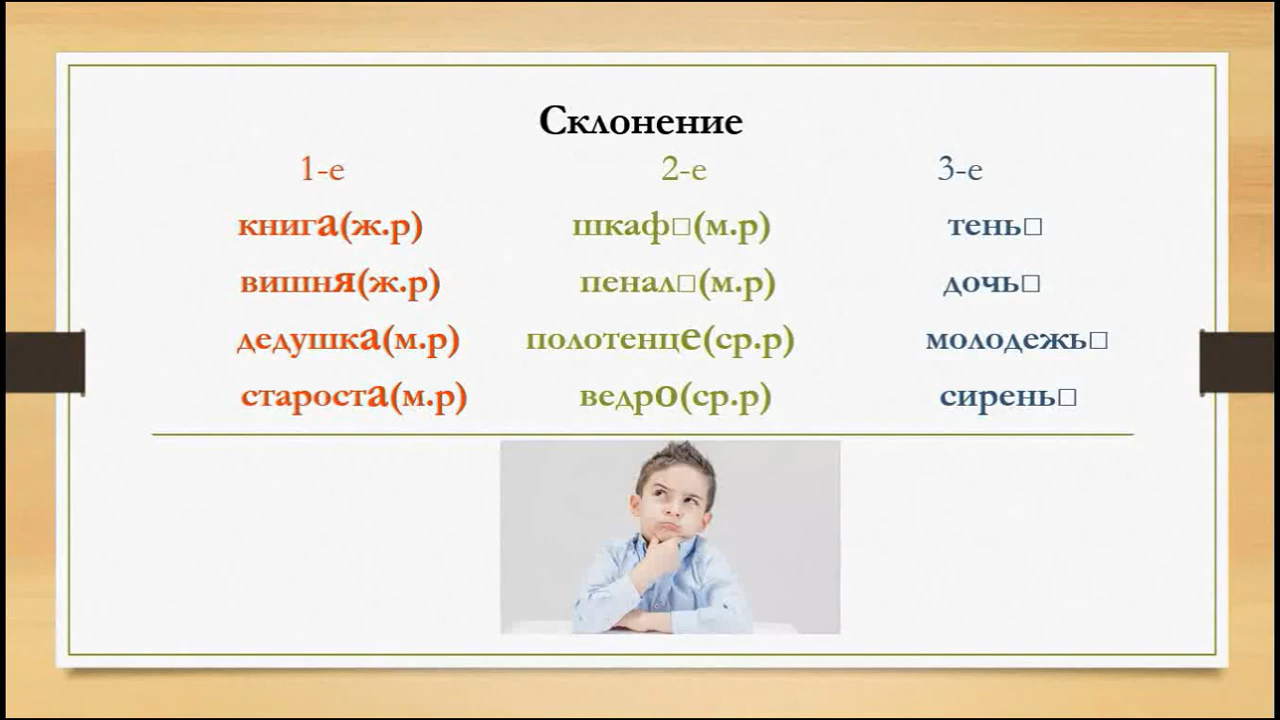 Склонение
1-е 2-е 3-е
книга(ж.р) шкаф□(м.р) тень□
вишня(ж.р) пенал□(м.р) дочь□
дедушка(м.р) полотенце(ср.р) молодежь□
староста(м.р) ведро(ср.р) сирень□